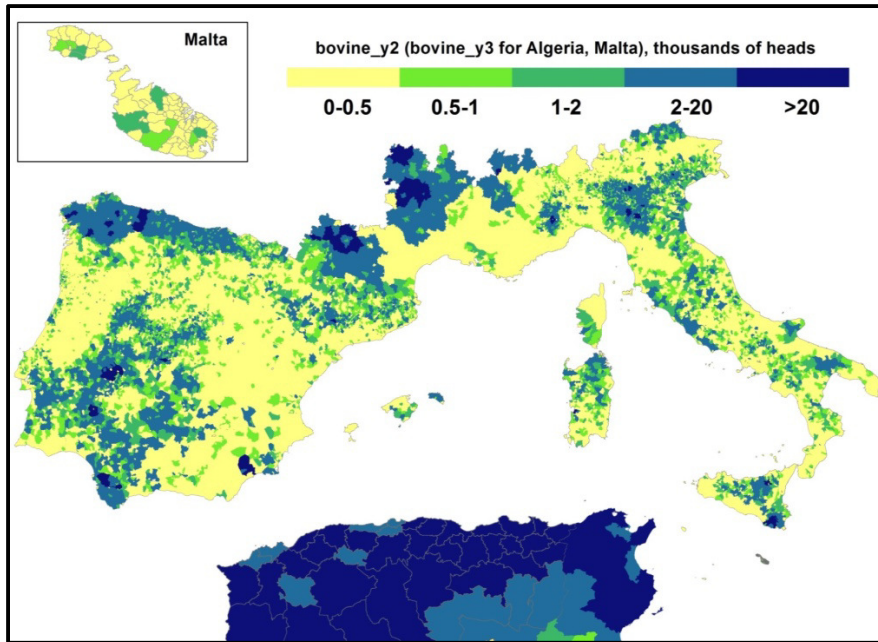 Malta
bovine_y2 (bovine_y3 for Algeria, Malta), thousands of heads
0-0.5 0.5-1 1-2 2-20 >20